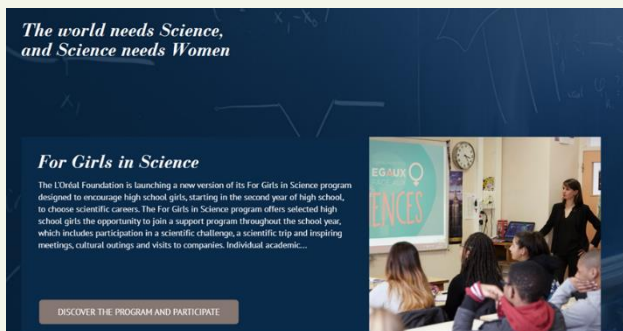 The world needs Science,
and Science needs Women
For Girls in Science
The L'Oréal Foundation is launching a new version of its For Girls in Science program
designed to encourage high school girls, starting in the second year of high school,
to choose scientific careers. The For Girls in Science program offers selected high
school girls the opportunity to join a support program throughout the school year,
which includes participation in a scientific challenge, a scientific trip and inspiring
meetings, cultural outings and visits to companies. Individual academic...
DISCOVER THE PROGRAM AND PARTICIPATE
EGAUX
ENCES